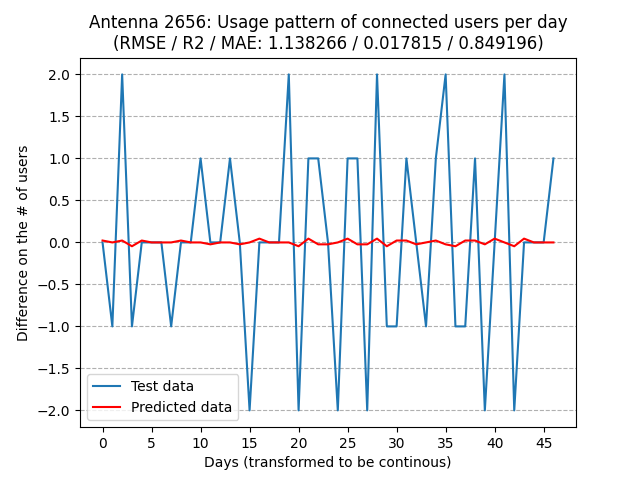 Antenna 2656: Usage pattern of connected users per day
(RMSE / R2 / MAE: 1.138266 / 0.017815 / 0.849196)
2.0
1.5
1.0
0.5
0.0
−0.5
−1.0
−1.5
−2.0
Difference on the # of users
Test data
Predicted data
0 5 10 15 20 25 30 35 40 45
Days (transformed to be continous)